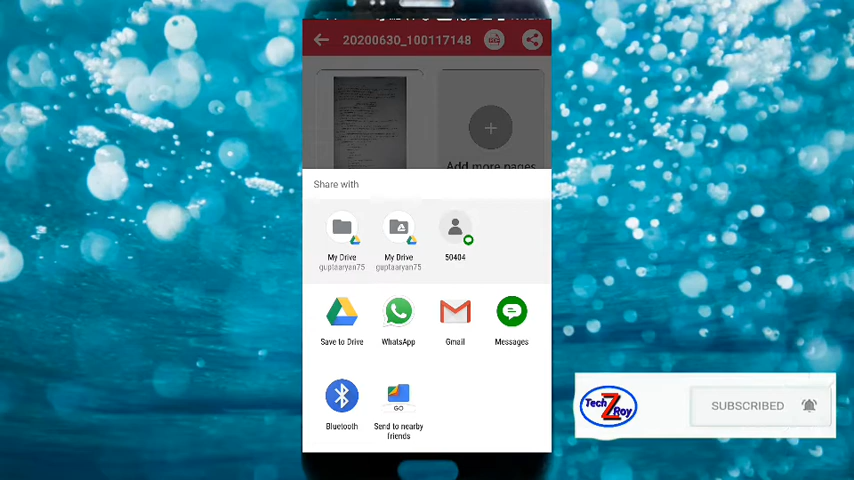 20200630_100117148
Add more pages
Share with
My Drive
guptaaryan75
My Drive
guptaaryan75
50404
Save to Drive
WhatsApp
Gmail
Messages
Bluetooth
GO
Send to nearby
friends
Tech Z Roy
SUBSCRIBED